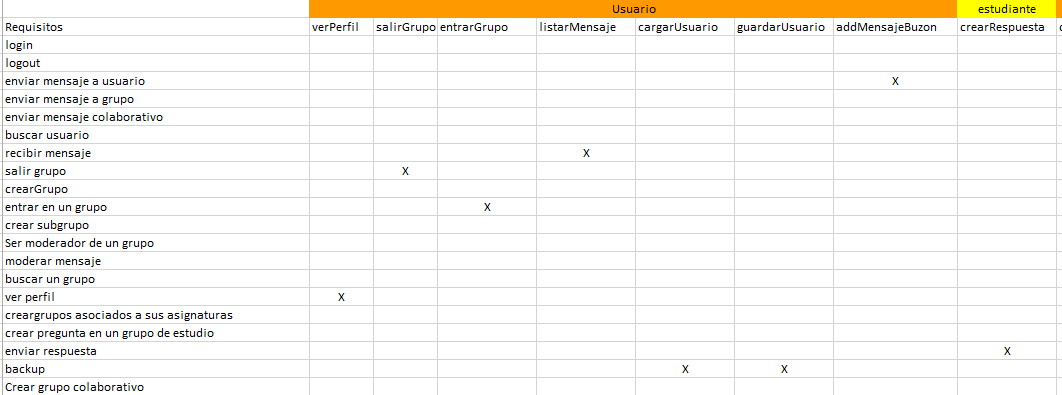 Usuario estudiante
Requisitos verPerfil salirGrupo entrarGrupo listarMensaje cargarUsuario guardarUsuario addMensajeBuzon crearRespuesta
login
logout
enviar mensaje a usuario X
enviar mensaje a grupo
enviar mensaje colaborativo
buscar usuario
recibir mensaje X
salir grupo X
crearGrupo
entrar en un grupo X
crear subgrupo
Ser moderador de un grupo
moderar mensaje
buscar un grupo
ver perfil X
creargrupos asociados a sus asignaturas
crear pregunta en un grupo de estudio
enviar respuesta X
backup X X
Crear grupo colaborativo